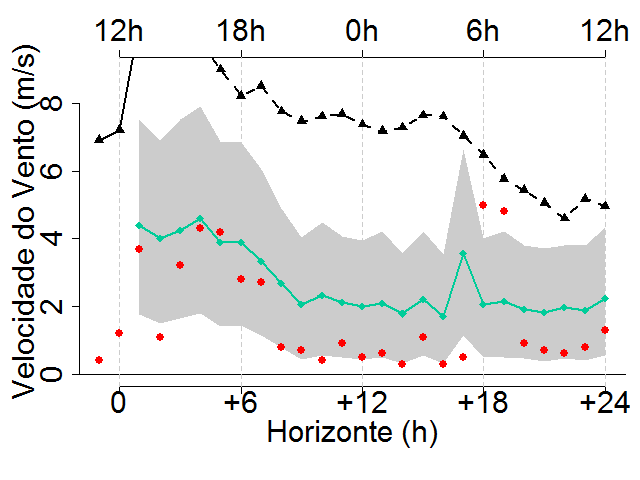 12h 18h 0h 6h 12h
Velocidade do Vento (m/s)
8
6
4
2
0
0 +6 +12 +18 +24
Horizonte (h)